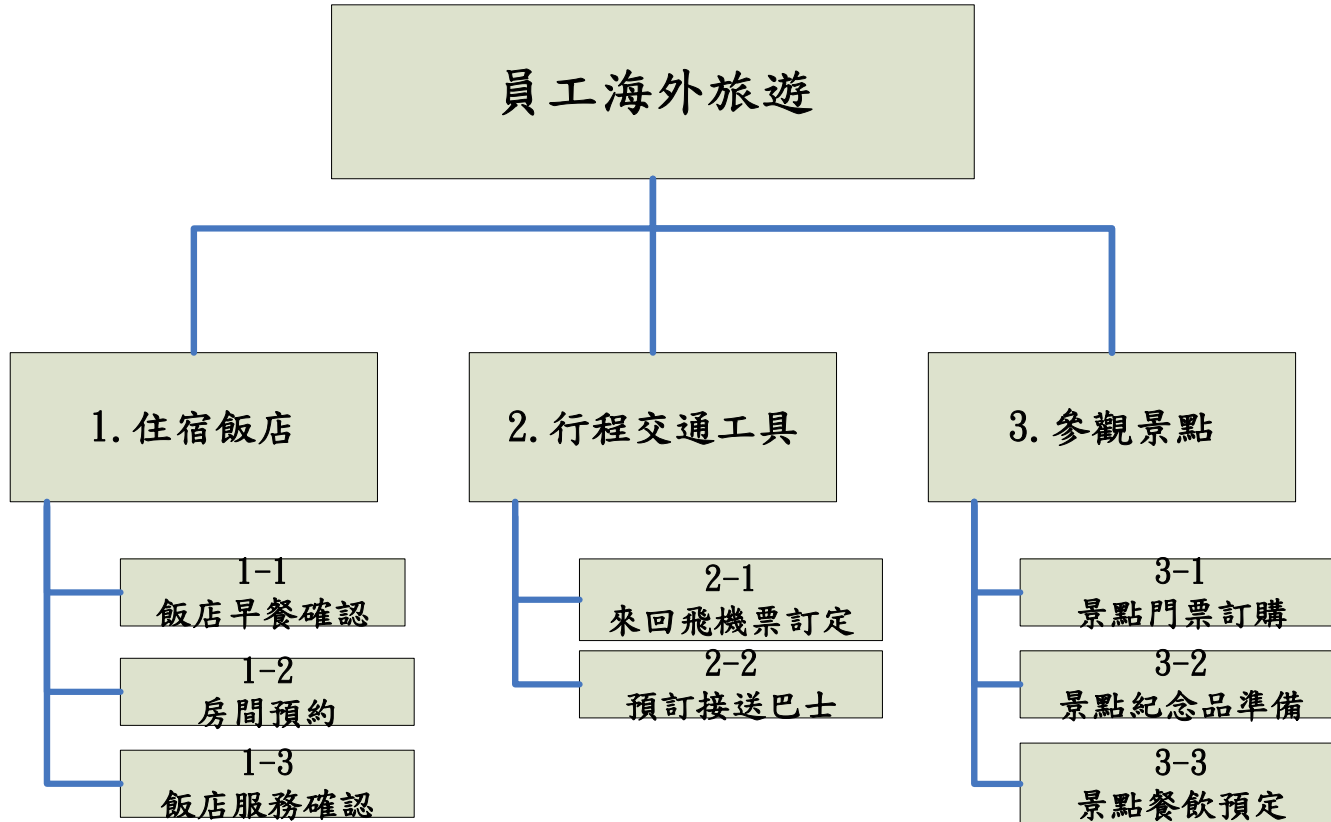 員工海外旅遊
1.住宿飯店
2.行程交通工具
3.參觀景點
1-1
飯店早餐確認
1-2
房間預約
1-3
飯店服務確認
2-1
來回飛機票訂定
2-2
預訂接送巴士
3-1
景點門票訂購
3-2
景點紀念品準備
3-3
景點餐飲預定